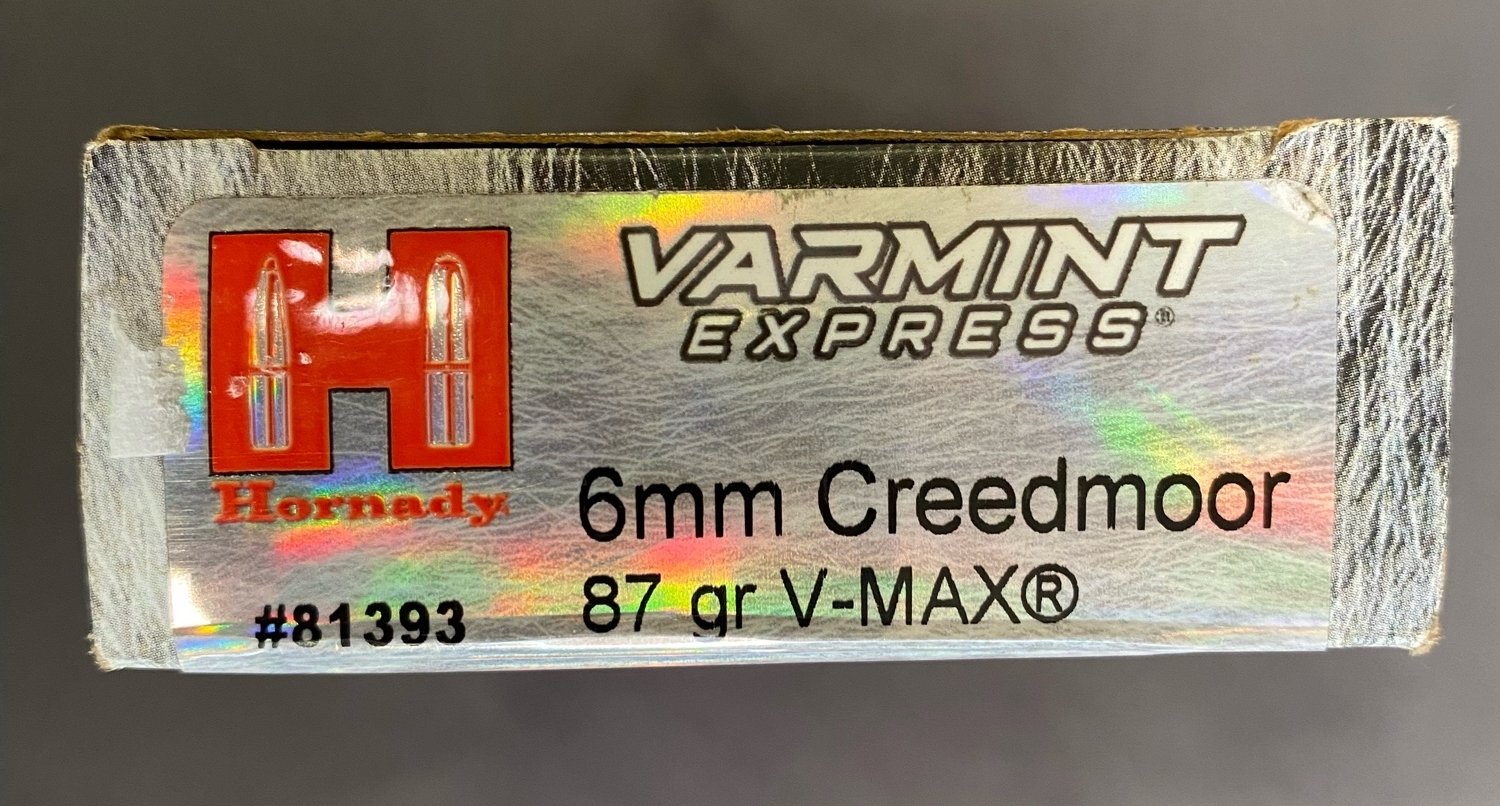 VARMINT
EXPRESS®
Hornady
6mm Creedmoor
87 gr V-MAX®
#81393